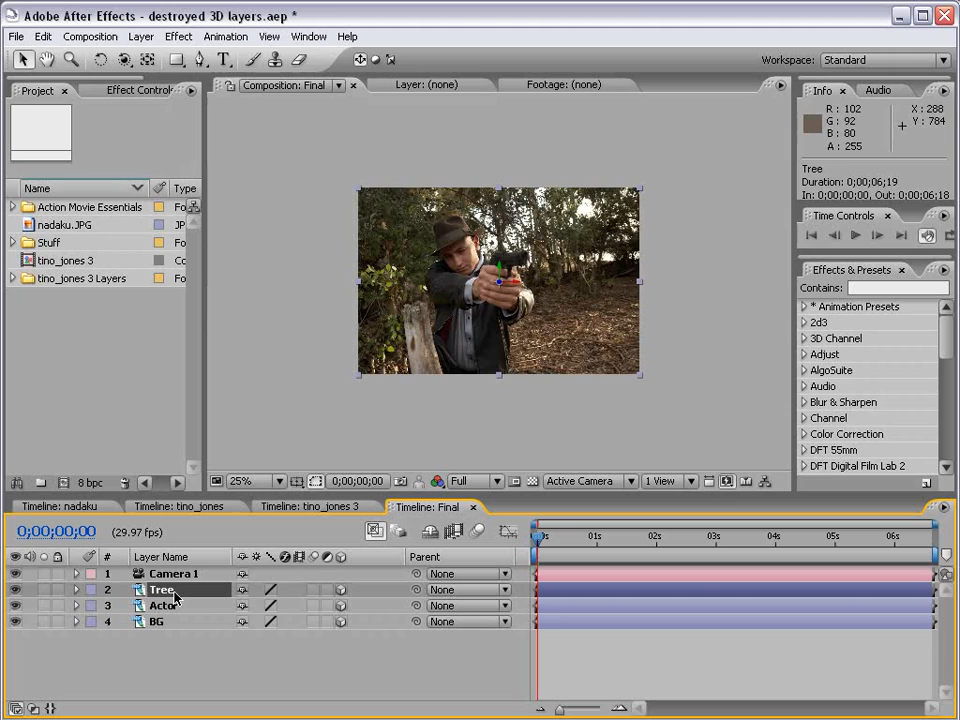 Adobe After Effects - destroyed 3D layers.aep *
File Edit Composition Layer Effect Animation View Window Help
Workspace: Standard
Project × Effect Controls
Composition: Final ×
Layer: (none)
Footage: (none)
Info × Audio
R : 102
G : 92
B : 80
A : 255
X : 288
Y : 784
Tree
Duration: 0;00;06;19
In: 0;00;00;00, Out: 0;00;06;18
Time Controls ×
Effects & Presets ×
Contains:
* Animation Presets
2d3
3D Channel
Adjust
AlgoSuite
Audio
Blur & Sharpen
Channel
Color Correction
DFT 55mm
DFT Digital Film Lab 2
Name Type
Action Movie Essentials Fo
nadaku.JPG JP
Stuff Fo
tino_jones 3 Cc
tino_jones 3 Layers Fo
8 bpc
25% 0;00;00;00 Full Active Camera 1 View
Timeline: nadaku Timeline: tino_jones Timeline: tino_jones 3 Timeline: Final ×
0;00;00;00 (29.97 fps)
0s 01s 02s 03s 04s 05s 06s
# Layer Name Parent
1 Camera 1 None
2 Tree None
3 Actor None
4 BG None